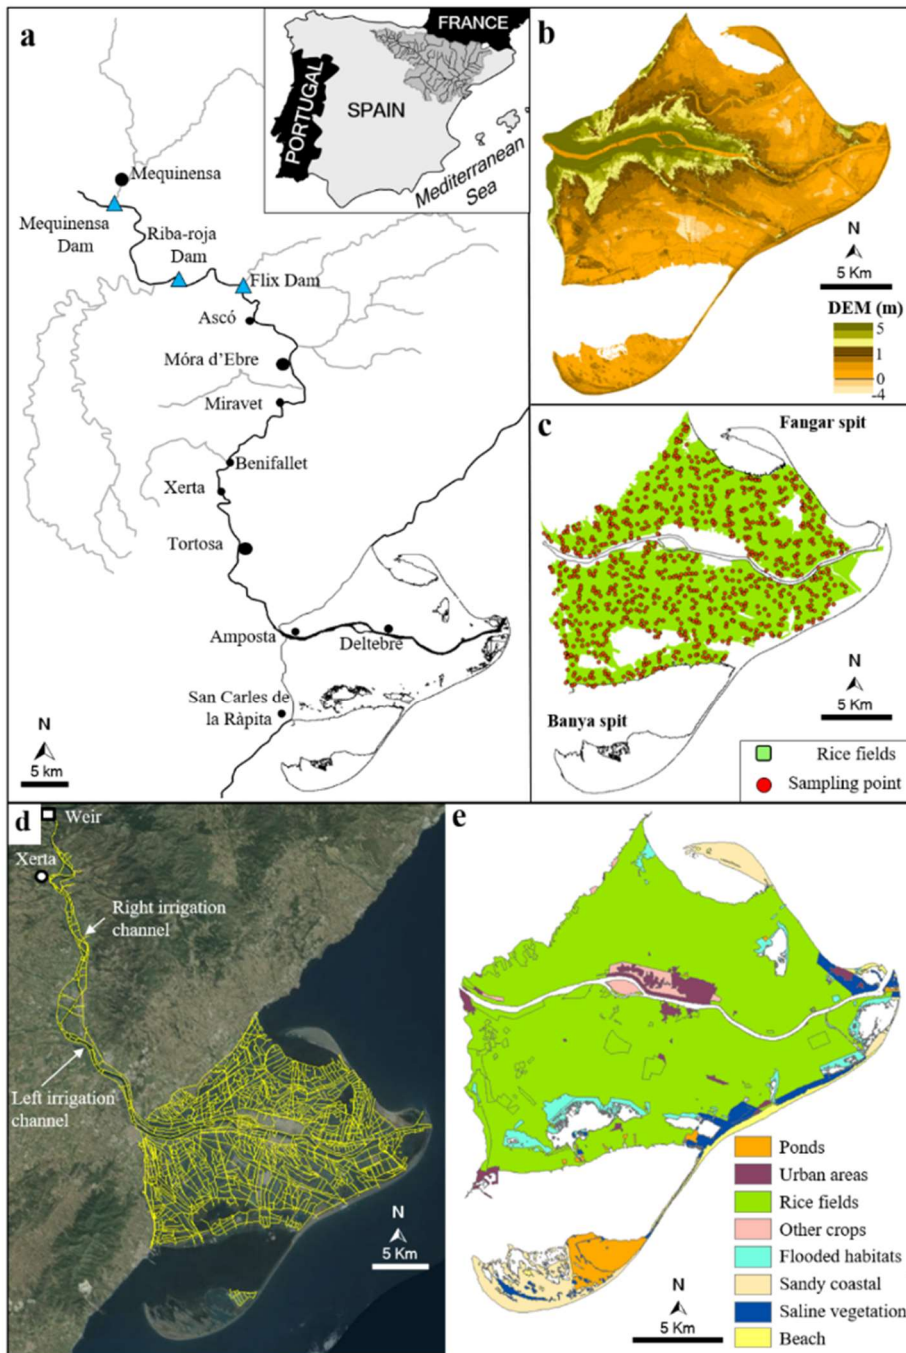 a
FRANCE
PORTUGAL
SPAIN
Mediterranean
Sea
Mequinensa
Mequinensa
Dam
Riba-roja
Dam
Flix Dam
Ascó
Móra d'Ebre
Miravet
Benifallet
Xerta
Tortosa
Amposta
Deltebre
San Carles de
la Ràpita
N
5 km
b
N
5 Km
DEM (m)
5
1
0
-4
c
Fangar spit
N
5 Km
Banya spit
Rice fields
Sampling point
d
Weir
Xerta
Right irrigation
channel
Left irrigation
channel
N
5 Km
e
Ponds
Urban areas
Rice fields
Other crops
Flooded habitats
Sandy coastal
Saline vegetation
Beach
N
5 Km